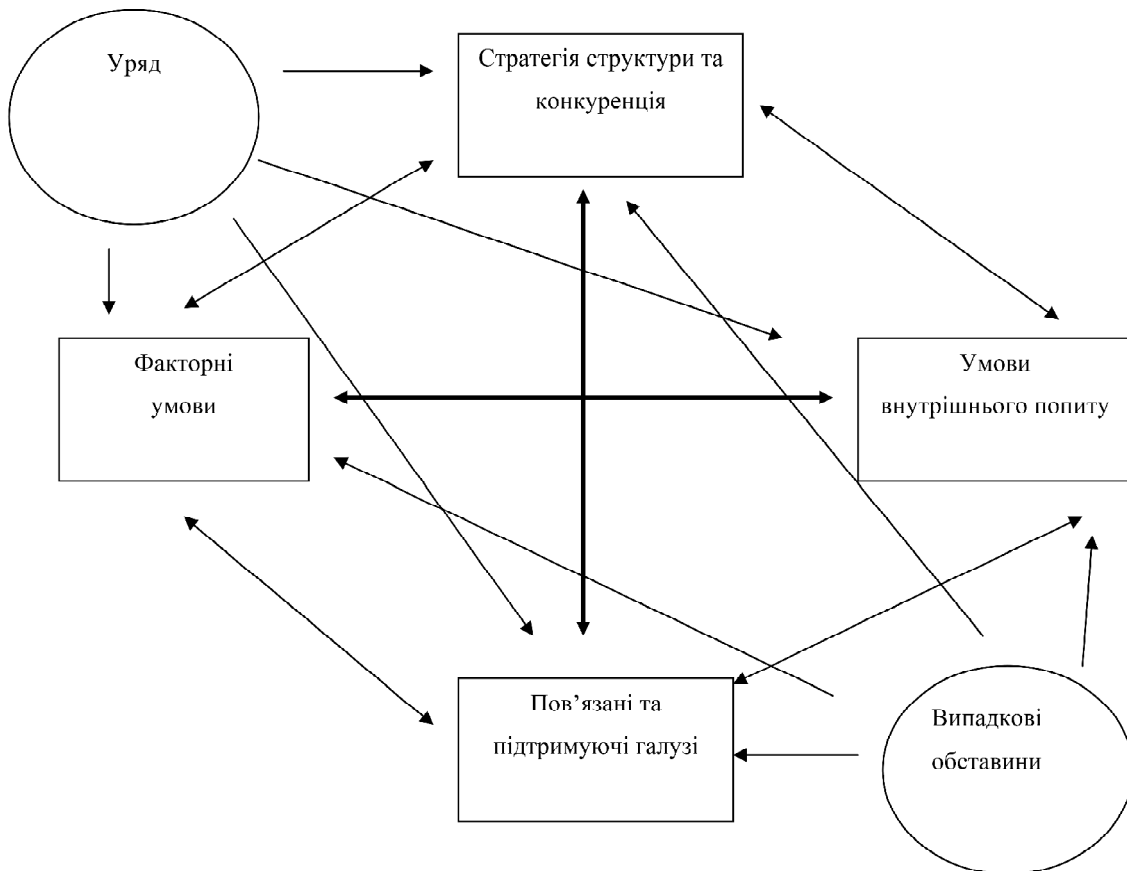 Уряд
Стратегія структури та
конкуренція
Факторні
умови
Умови
внутрішнього попиту
Пов’язані та
підтримуючі галузі
Випадкові
обставини